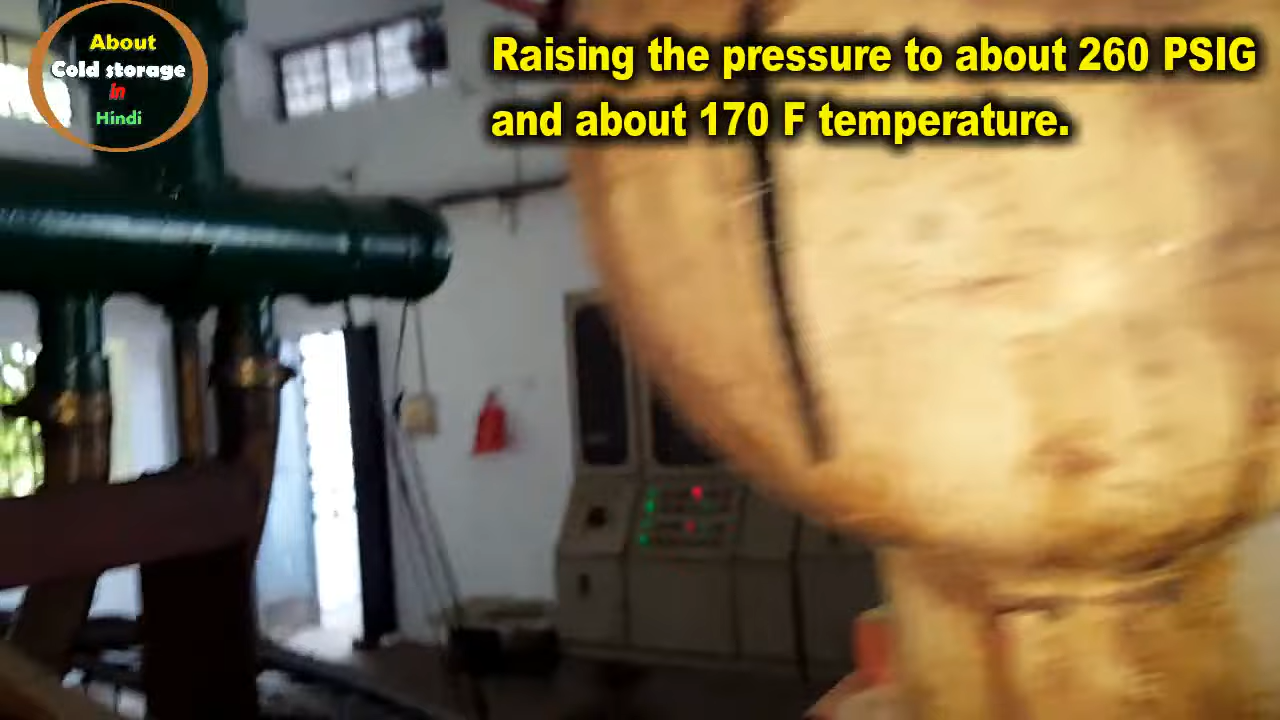 About
Cold storage
in
Hindi
Raising the pressure to about 260 PSIG
and about 170 F temperature.